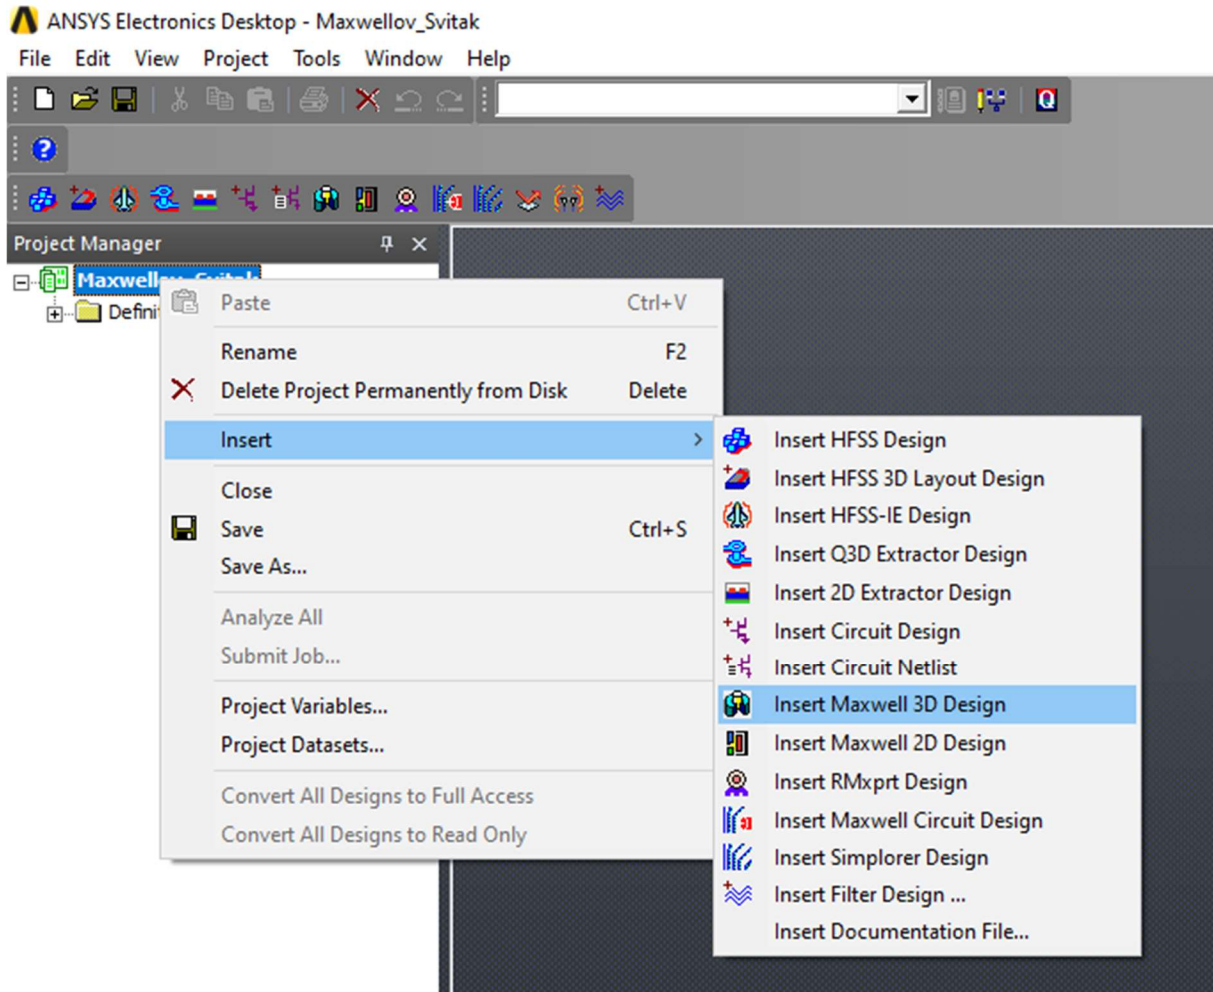 ANSYS Electronics Desktop - Maxwellov_Svitak
File Edit View Project Tools Window Help
Project Manager
Maxwellov_Svitak
Defini
Paste Ctrl+V
Rename F2
Delete Project Permanently from Disk Delete
Insert
Close
Save Ctrl+S
Save As...
Analyze All
Submit Job...
Project Variables...
Project Datasets...
Convert All Designs to Full Access
Convert All Designs to Read Only
Insert HFSS Design
Insert HFSS 3D Layout Design
Insert HFSS-IE Design
Insert Q3D Extractor Design
Insert 2D Extractor Design
Insert Circuit Design
Insert Circuit Netlist
Insert Maxwell 3D Design
Insert Maxwell 2D Design
Insert RMxprt Design
Insert Maxwell Circuit Design
Insert Simplorer Design
Insert Filter Design ...
Insert Documentation File...